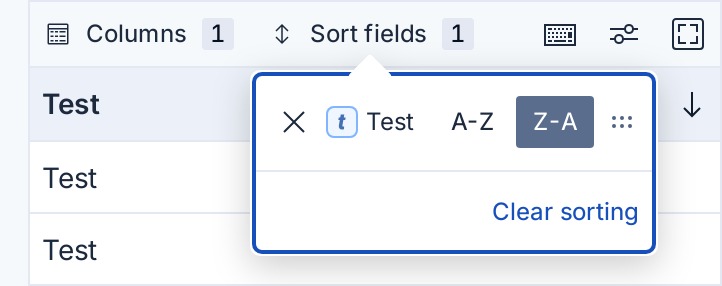 Columns 1 Sort fields 1
Test
t Test A-Z Z-A
Test
Clear sorting
Test